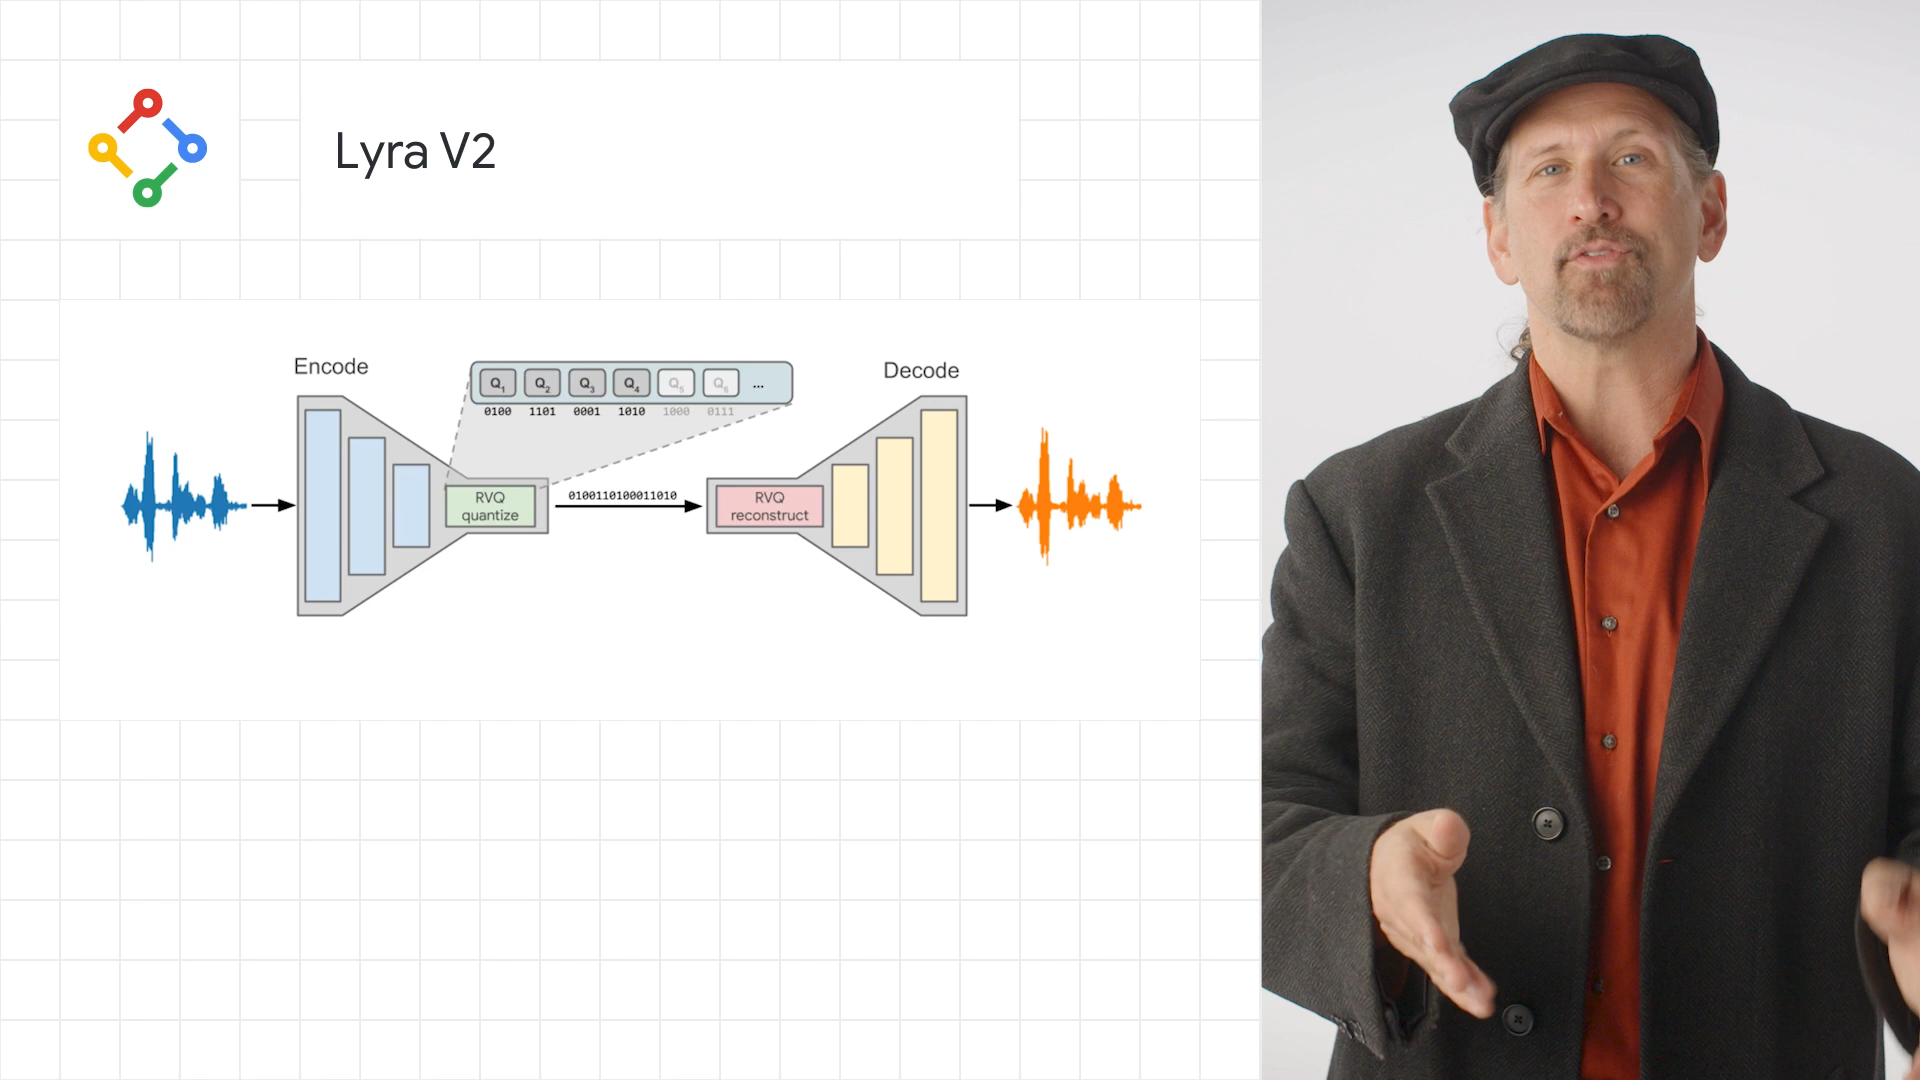 Lyra V2
Encode
Q1 Q2 Q3 Q4 Q5 Q6 ...
0100 1101 0001 1010 1000 0111
Decode
RVQ
quantize
0100110100011010
RVQ
reconstruct